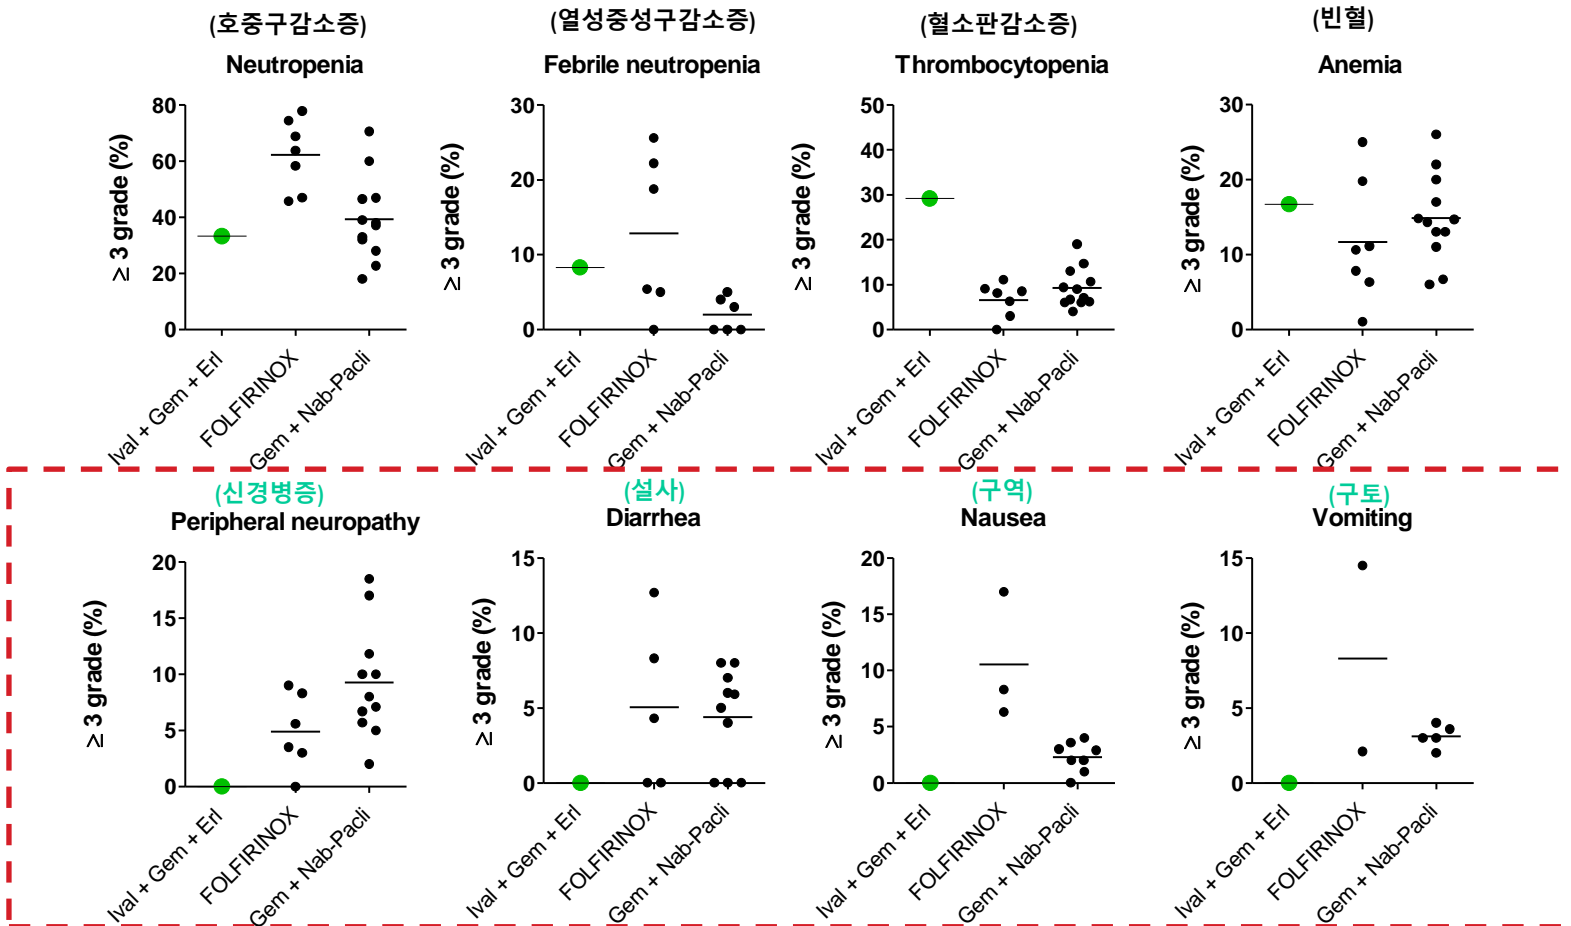 (호중구감소증)
Neutropenia
≥ 3 grade (%)
80
60
40
20
0
Ival + Gem + Erl
FOLFIRINOX
Gem + Nab-Pacli
(열성중성구감소증)
Febrile neutropenia
≥ 3 grade (%)
30
20
10
0
Ival + Gem + Erl
FOLFIRINOX
Gem + Nab-Pacli
(혈소판감소증)
Thrombocytopenia
≥ 3 grade (%)
50
40
30
20
10
0
Ival + Gem + Erl
FOLFIRINOX
Gem + Nab-Pacli
(빈혈)
Anemia
≥ 3 grade (%)
30
20
10
0
Ival + Gem + Erl
FOLFIRINOX
Gem + Nab-Pacli
(신경병증)
Peripheral neuropathy
≥ 3 grade (%)
20
15
10
5
0
Ival + Gem + Erl
FOLFIRINOX
Gem + Nab-Pacli
(설사)
Diarrhea
≥ 3 grade (%)
15
10
5
0
Ival + Gem + Erl
FOLFIRINOX
Gem + Nab-Pacli
(구역)
Nausea
≥ 3 grade (%)
20
15
10
5
0
Ival + Gem + Erl
FOLFIRINOX
Gem + Nab-Pacli
(구토)
Vomiting
≥ 3 grade (%)
15
10
5
0
Ival + Gem + Erl
FOLFIRINOX
Gem + Nab-Pacli